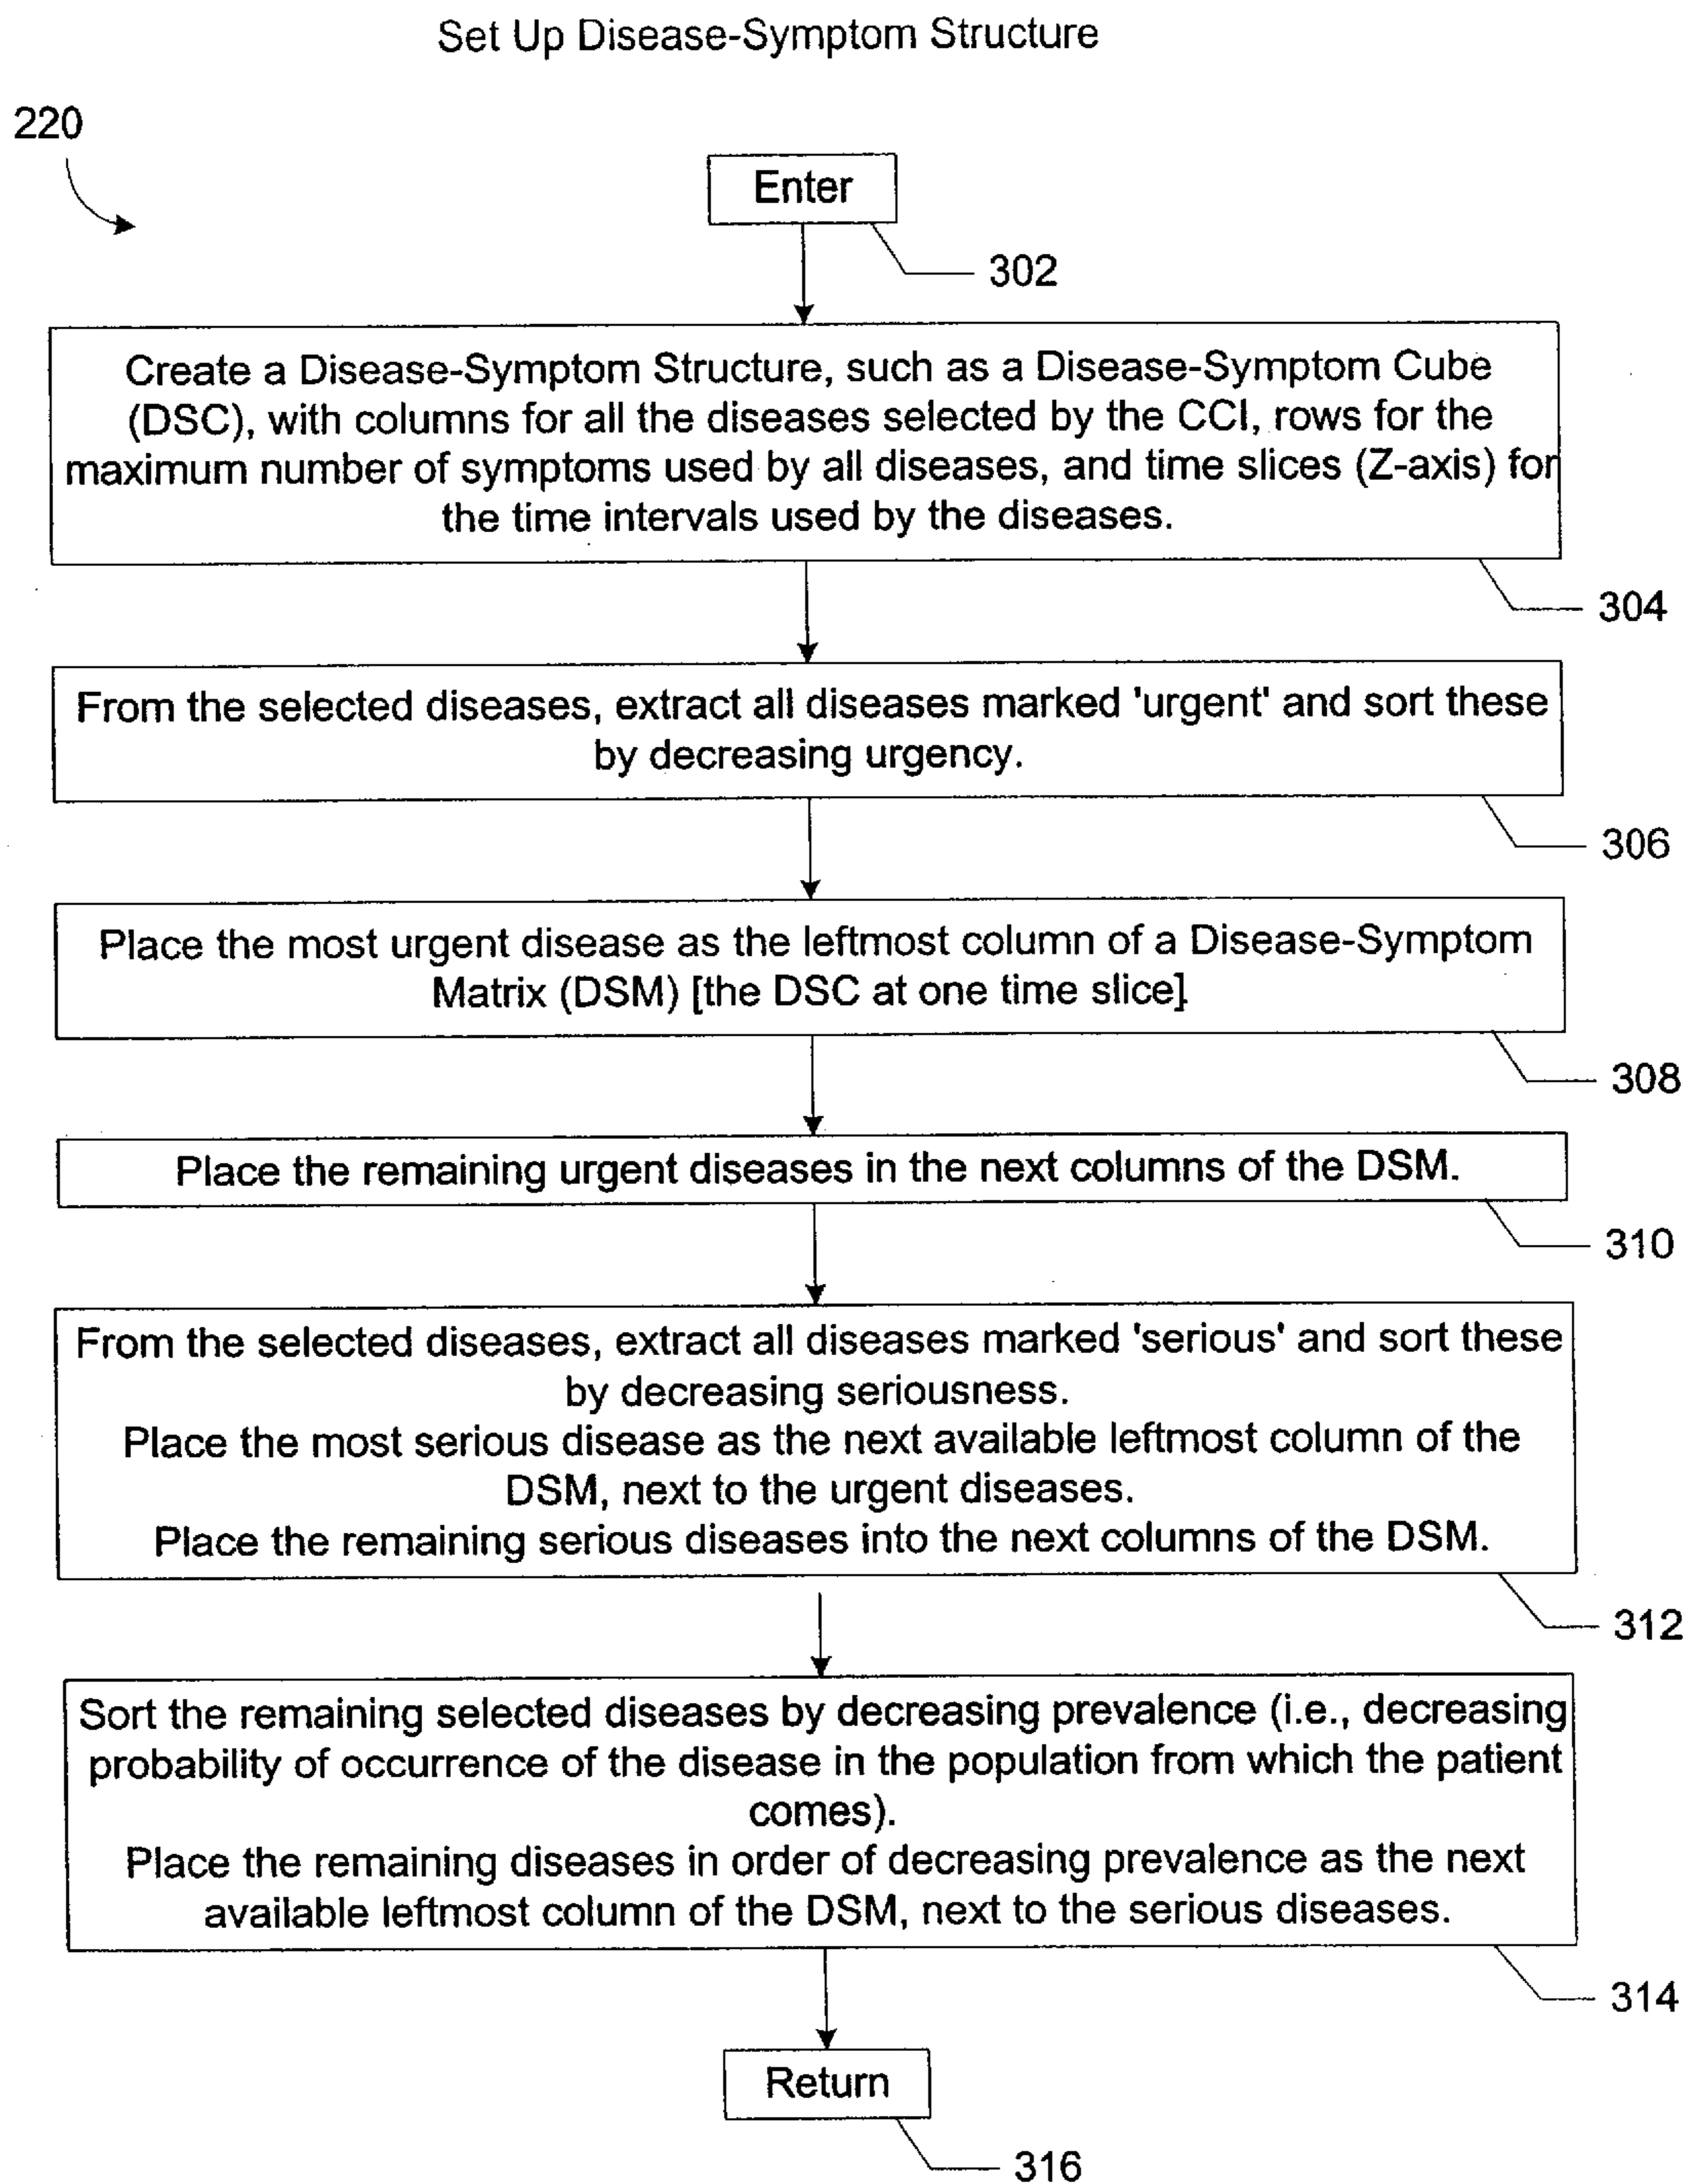 Set Up Disease-Symptom Structure
220
Enter
302
Create a Disease-Symptom Structure, such as a Disease-Symptom Cube
(DSC), with columns for all the diseases selected by the CCI, rows for the
maximum number of symptoms used by all diseases, and time slices (Z-axis) for
the time intervals used by the diseases.
304
From the selected diseases, extract all diseases marked 'urgent' and sort these
by decreasing urgency.
306
Place the most urgent disease as the leftmost column of a Disease-Symptom
Matrix (DSM) [the DSC at one time slice]
308
Place the remaining urgent diseases in the next columns of the DSM.
310
From the selected diseases, extract all diseases marked 'serious' and sort these
by decreasing seriousness.
Place the most serious disease as the next available leftmost column of the
DSM, next to the urgent diseases.
Place the remaining serious diseases into the next columns of the DSM.
312
Sort the remaining selected diseases by decreasing prevalence (i.e., decreasing
probability of occurrence of the disease in the population from which the patient
comes).
Place the remaining diseases in order of decreasing prevalence as the next
available leftmost column of the DSM, next to the serious diseases.
314
Return
316